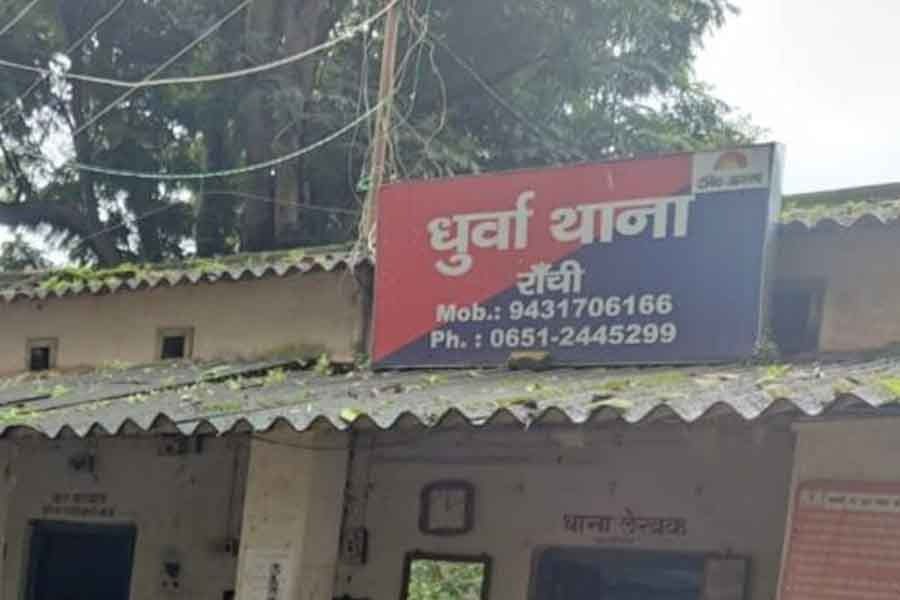 धुर्वा थाना
राँची
Mob.: 9431706166
Ph. : 0651-2445299
थाना लेखक